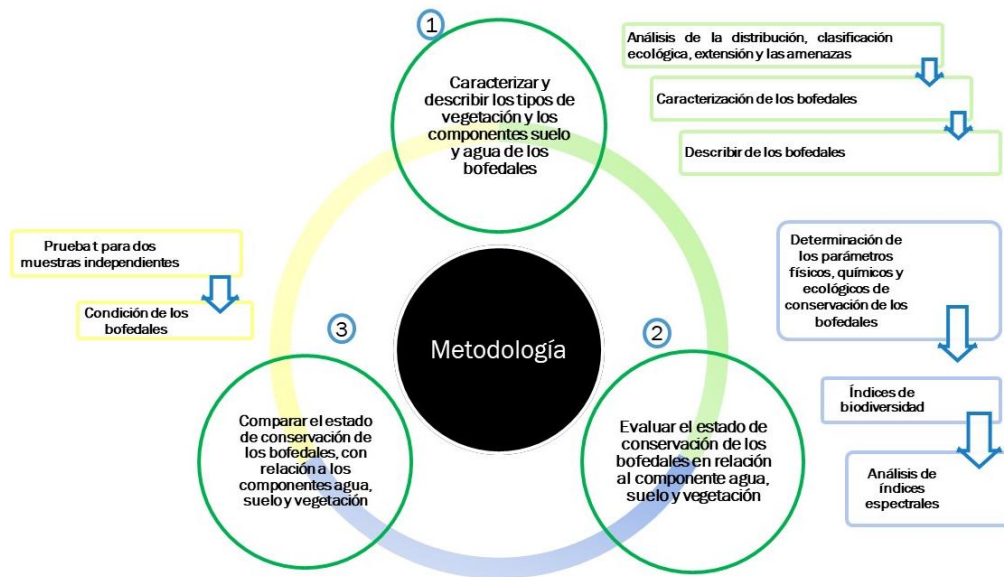 1
Caracterizar y
describir los tipos de
vegetación y los
componentes suelo
y agua de los
bofedales
Análisis de la distribución, clasificación
ecológica, extensión y las amenazas
Caracterización de los bofedales
Describir de los bofedales
Prueba t para dos
muestras independientes
Condición de los
bofedales
Metodología
2
Evaluar el estado de
conservación de los
bofedales en relación
al componente agua,
suelo y vegetación
Determinación de
los parámetros
físicos, químicos y
ecológicos de
conservación de los
bofedales
Índices de
biodiversidad
Análisis de
índices
espectrales
3
Comparar el estado
de conservación de
los bofedales, con
relación a los
componentes agua,
suelo y vegetación